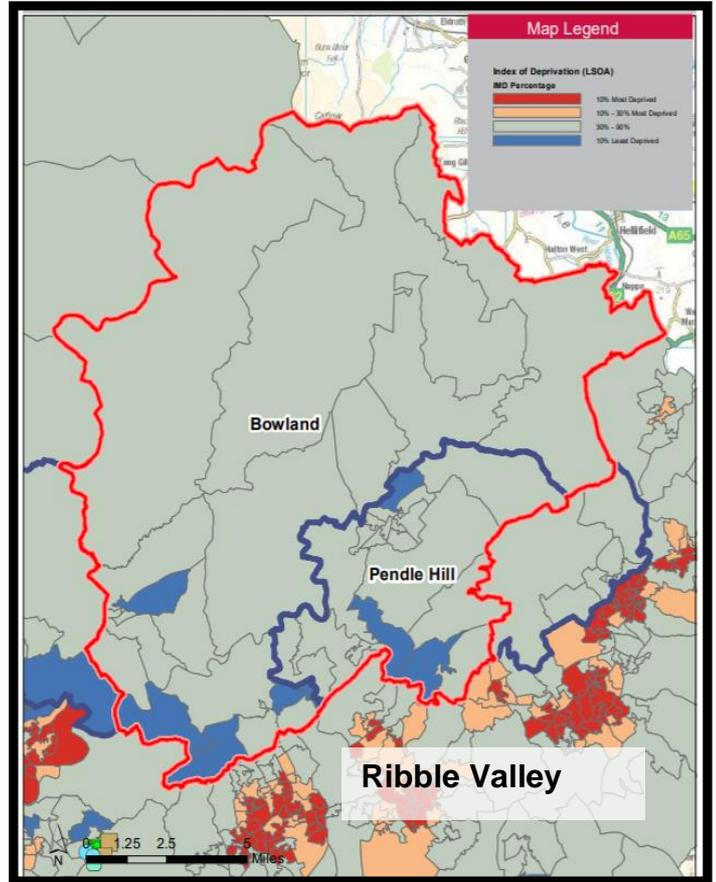 Map Legend
Index of Deprivation (LSOA)
IMD Percentage
10% Most Deprived
10% - 30% Most Deprived
30% - 90%
10% Least Deprived
Hellifield
A65
Halton West
Nappa
Bowland
Pendle Hill
Ribble Valley
0 1.25 2.5 5
Miles
N